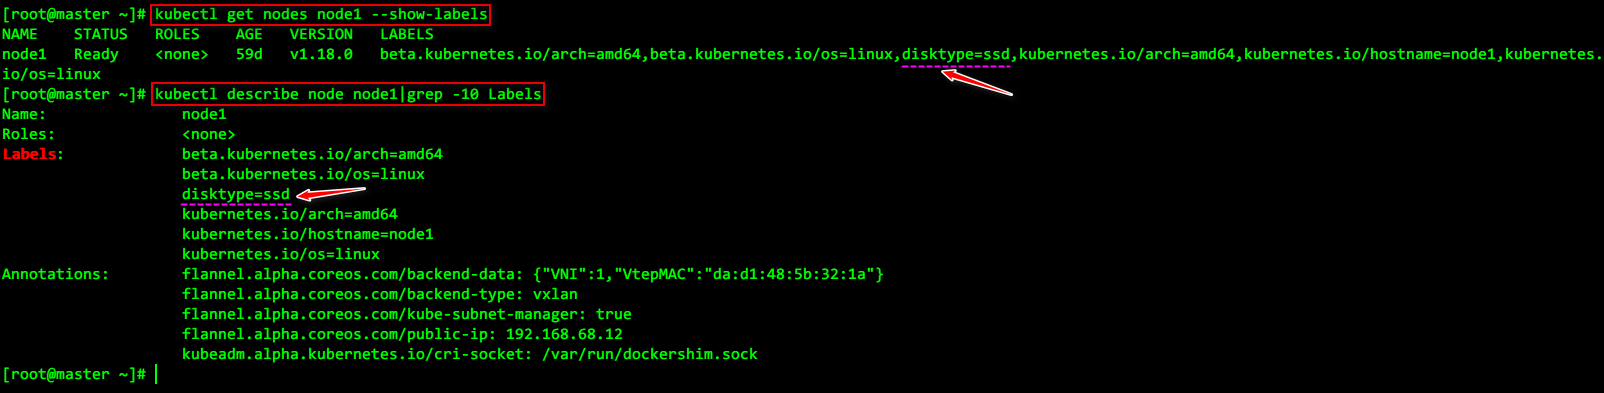 [root@master ~]# kubectl get nodes node1 --show-labels
NAME    STATUS   ROLES    AGE   VERSION   LABELS
node1   Ready    <none>   59d   v1.18.0   beta.kubernetes.io/arch=amd64,beta.kubernetes.io/os=linux,disktype=ssd,kubernetes.io/arch=amd64,kubernetes.io/hostname=node1,kubernetes.
io/os=linux
[root@master ~]# kubectl describe node node1|grep -10 Labels
Name:               node1
Roles:              <none>
Labels:             beta.kubernetes.io/arch=amd64
                    beta.kubernetes.io/os=linux
                    disktype=ssd
                    kubernetes.io/arch=amd64
                    kubernetes.io/hostname=node1
                    kubernetes.io/os=linux
Annotations:        flannel.alpha.coreos.com/backend-data: {"VNI":1,"VtepMAC":"da:d1:48:5b:32:1a"}
                    flannel.alpha.coreos.com/backend-type: vxlan
                    flannel.alpha.coreos.com/kube-subnet-manager: true
                    flannel.alpha.coreos.com/public-ip: 192.168.68.12
                    kubeadm.alpha.kubernetes.io/cri-socket: /var/run/dockershim.sock
[root@master ~]#